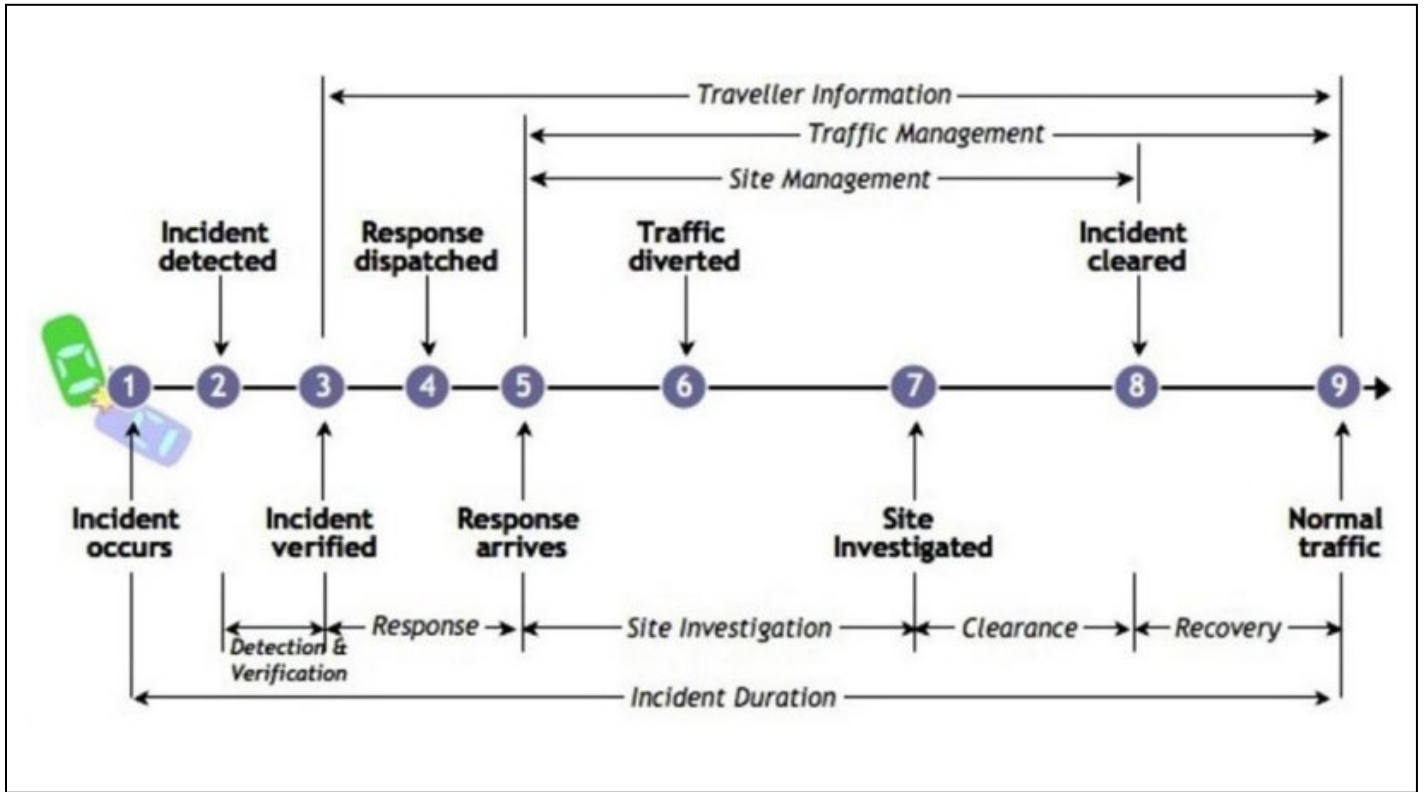 Traveller Information
Traffic Management
Site Management
Incident
detected
Response
dispatched
Traffic
diverted
Incident
cleared
1 2 3 4 5 6 7 8 9
Incident
occurs
Incident
verified
Response
arrives
Site
Investigated
Normal
traffic
Detection &
Verification
Response
Site Investigation
Clearance
Recovery
Incident Duration